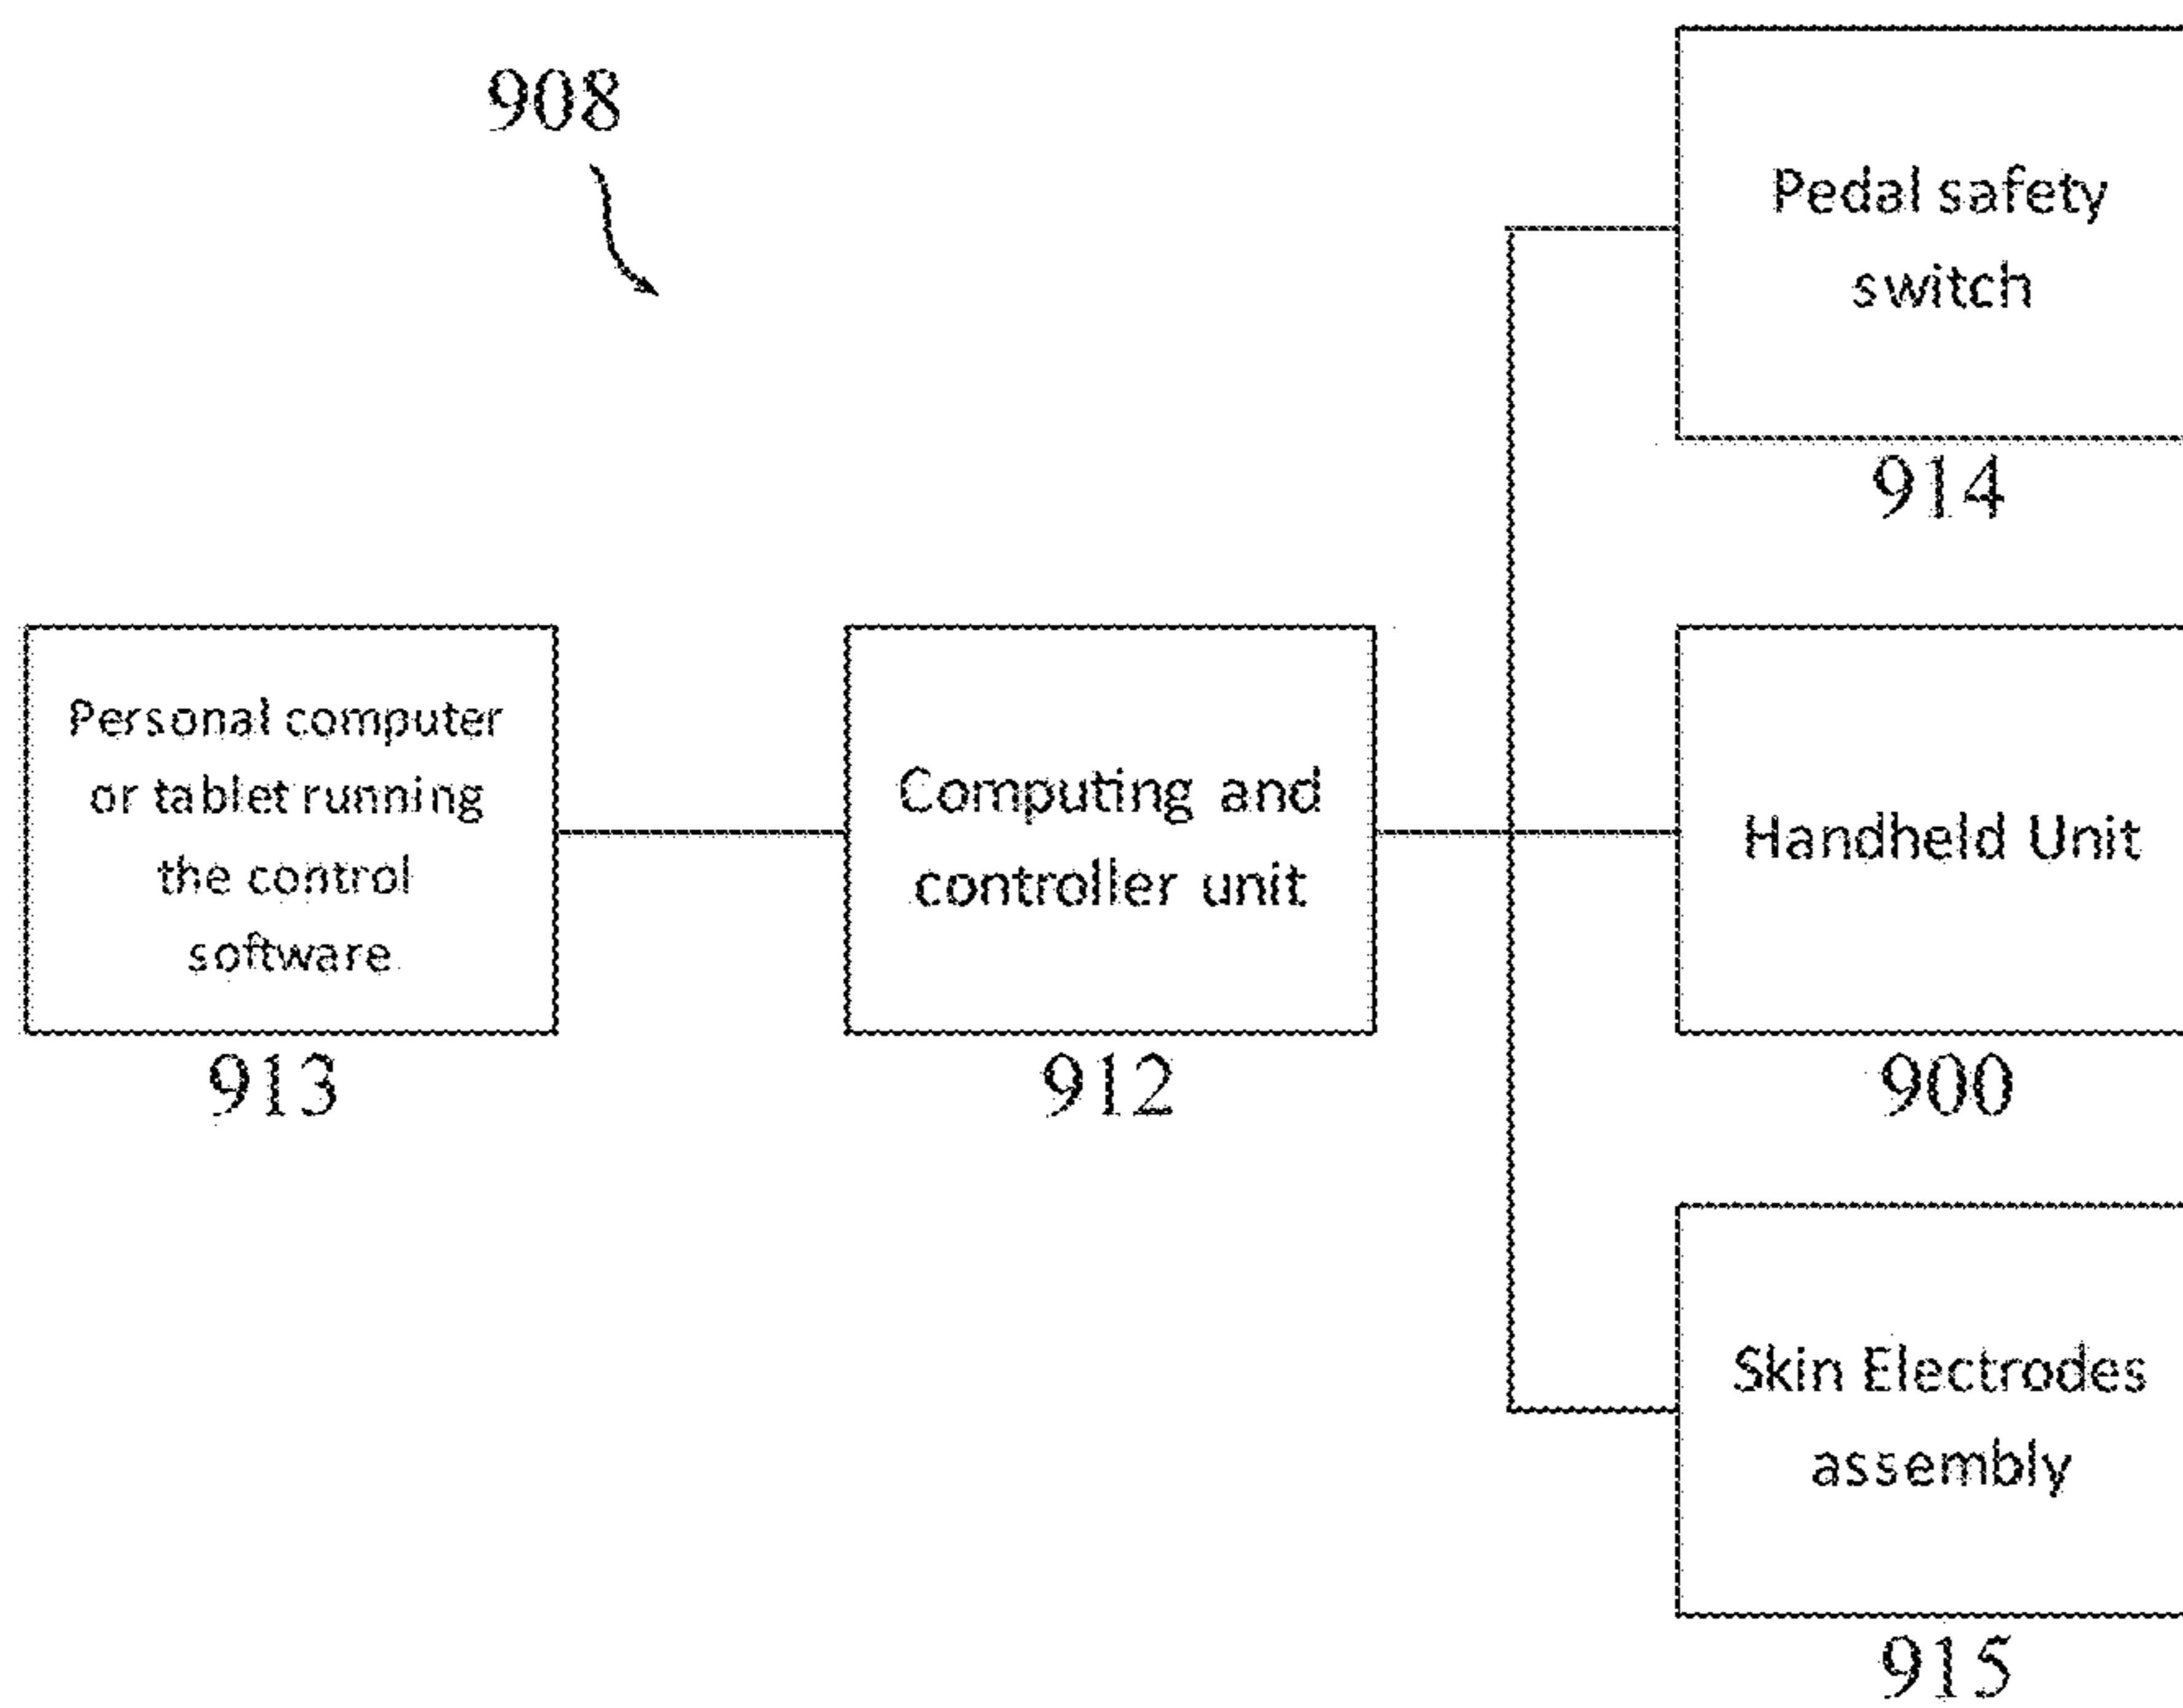 908
Pedal safety
switch
914
Personal computer
or tablet running
the control
software
913
Computing and
controller unit
912
Handheld Unit
900
Skin Electrodes
assembly
915